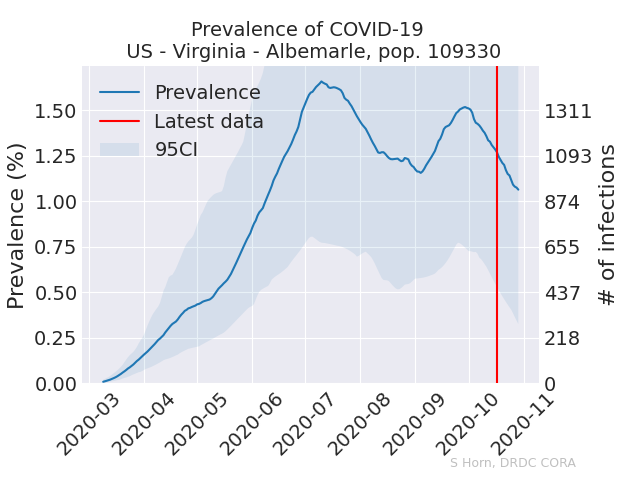 Prevalence of COVID-19
US - Virginia - Albemarle, pop. 109330
Prevalence
Latest data
95CI
Prevalence (%)
1.50
1.25
1.00
0.75
0.50
0.25
0.00
1311
1093
874
655
437
218
0
# of infections
2020-03
2020-04
2020-05
2020-06
2020-07
2020-08
2020-09
2020-10
2020-11
S Horn, DRDC CORA